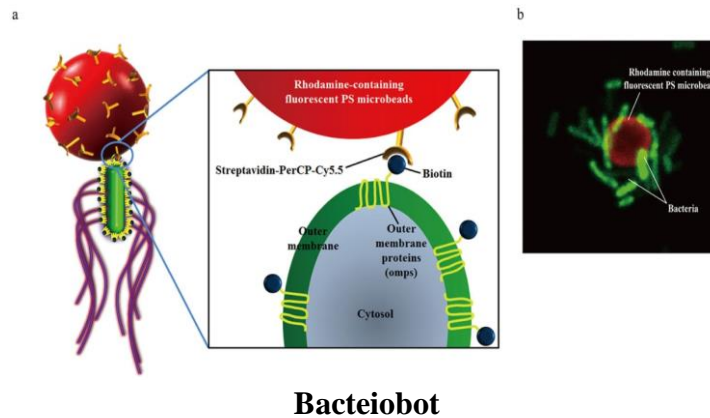 a
Rhodamine-containing
fluorescent PS microbeads
Streptavidin-PerCP-Cy5.5
Biotin
Outer
membrane
Outer
membrane
proteins
(omps)
Cytosol
b
Rhodamine containing
fluorescent PS microbea
Bacteria
Bacteiobot